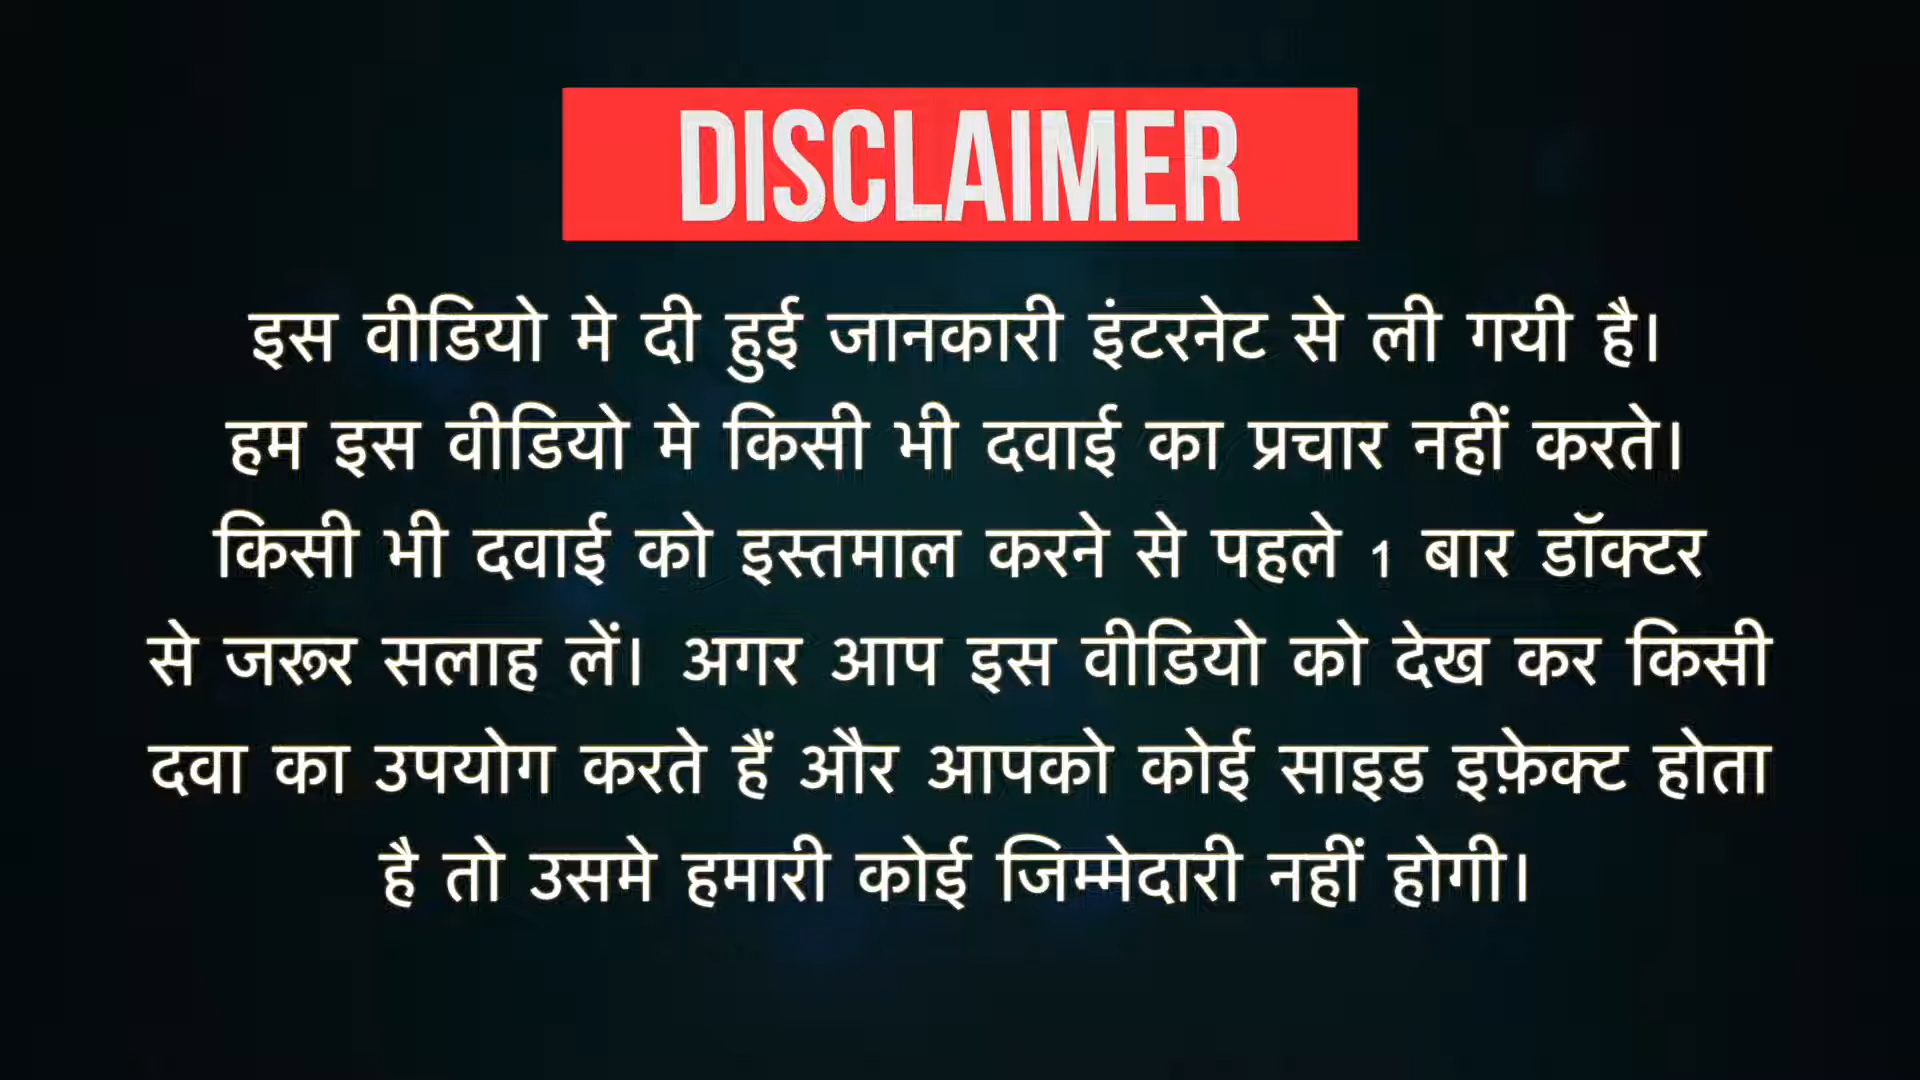 DISCLAIMER
इस वीडियो मे दी हुई जानकारी इंटरनेट से ली गयी है।
हम इस वीडियो मे किसी भी दवाई का प्रचार नहीं करते।
किसी भी दवाई को इस्तमाल करने से पहले 1 बार डॉक्टर
से जरूर सलाह लें। अगर आप इस वीडियो को देख कर किसी
दवा का उपयोग करते हैं और आपको कोई साइड इफ़ेक्ट होता
है तो उसमे हमारी कोई जिम्मेदारी नहीं होगी।